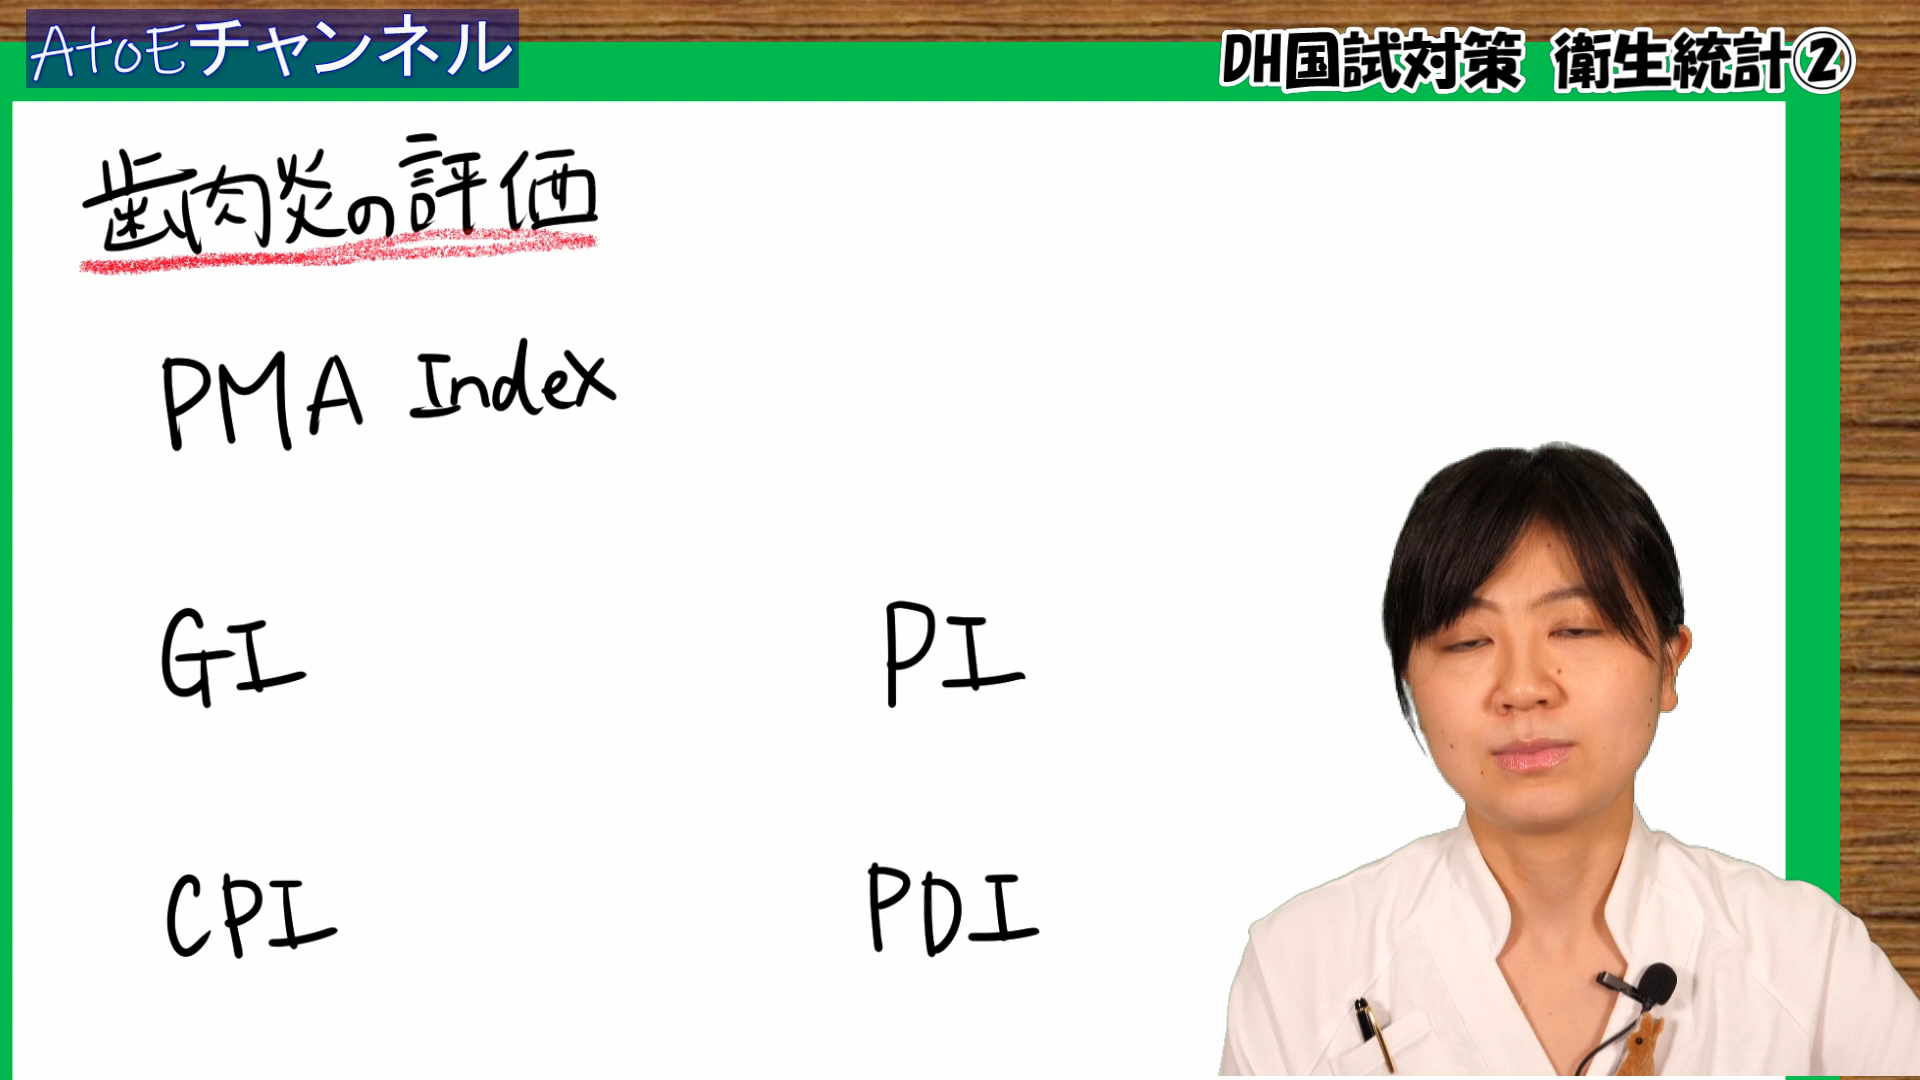 AtoEチャンネル
DH国試対策 衛生統計②
歯肉炎の評価
PMA Index
GI
PI
CPI
PDI